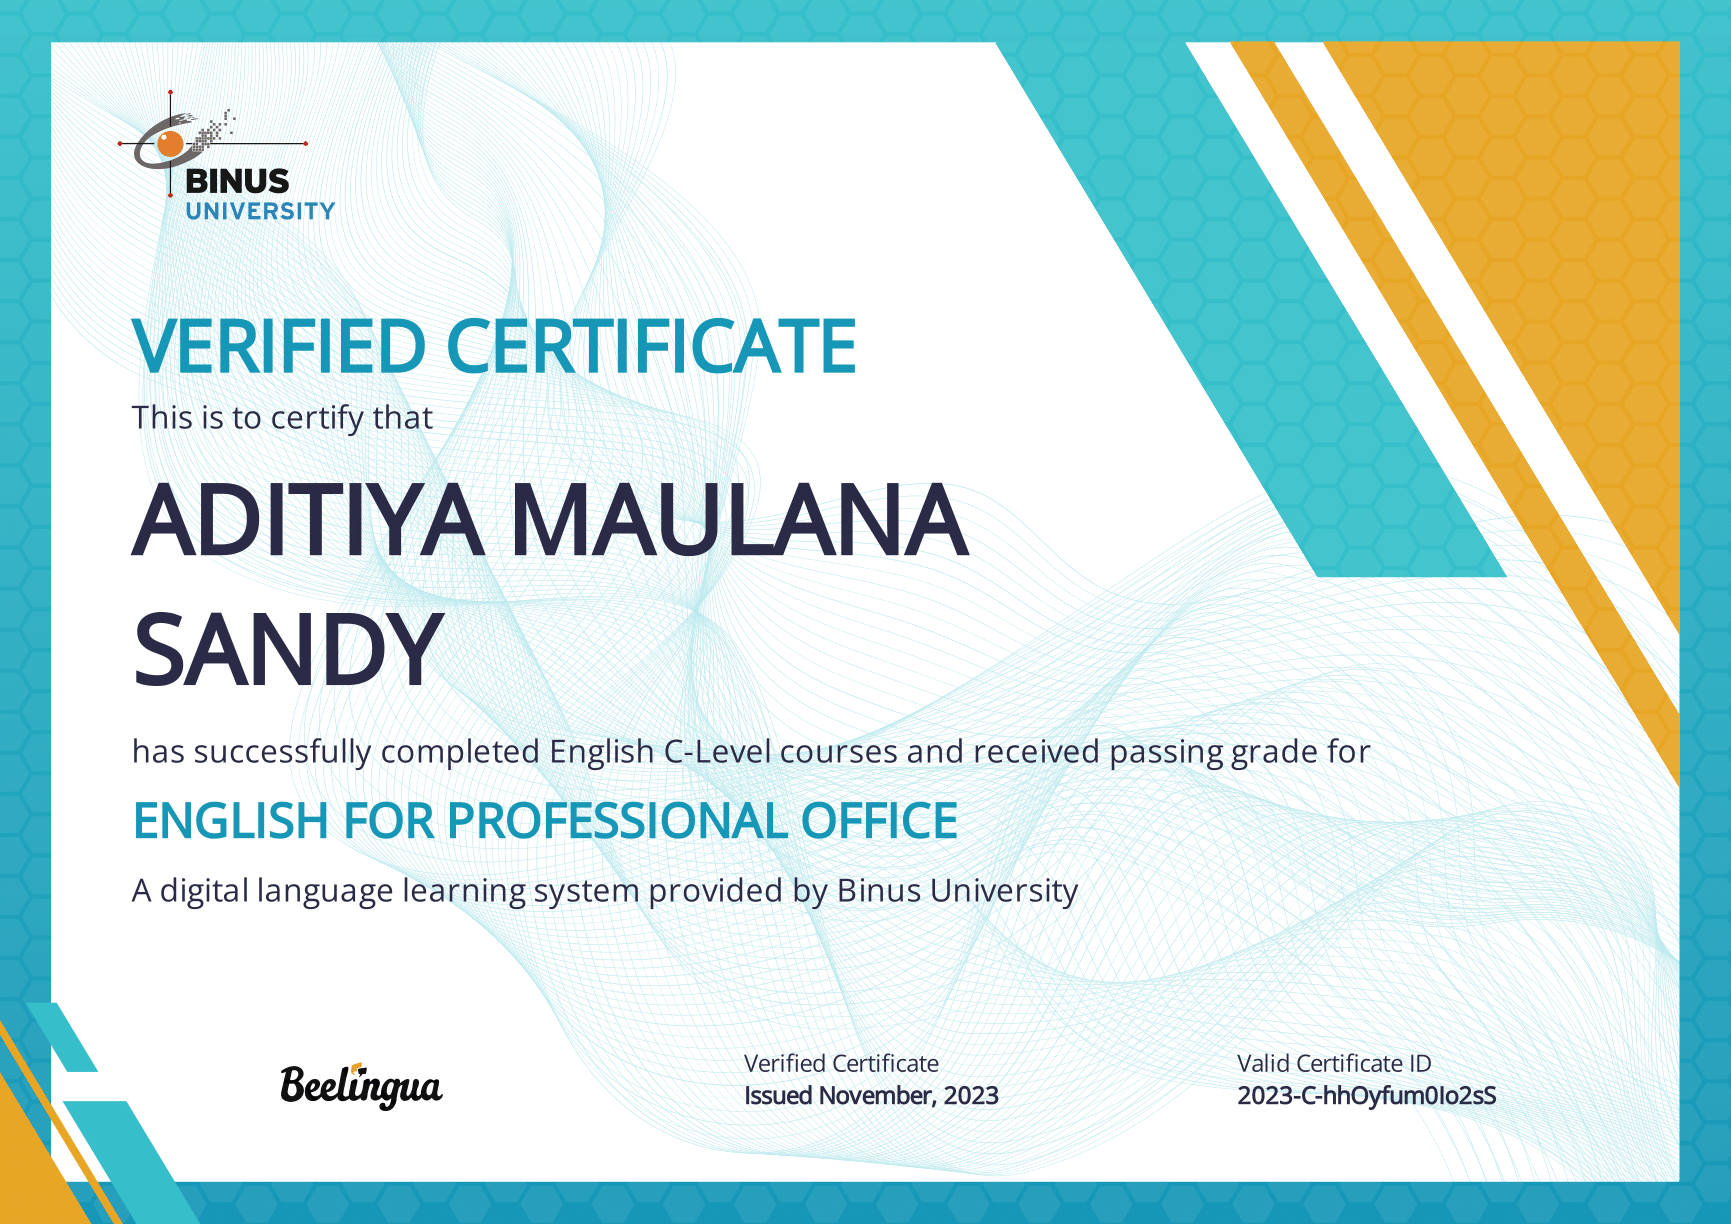 BINUS
UNIVERSITY
VERIFIED CERTIFICATE
This is to certify that
ADITIYA MAULANA
SANDY
has successfully completed English C-Level courses and received passing grade for
ENGLISH FOR PROFESSIONAL OFFICE
A digital language learning system provided by Binus University
Beelingua
Verified Certificate
Issued November, 2023
Valid Certificate ID
2023-C-hhOyfum0Io2sS